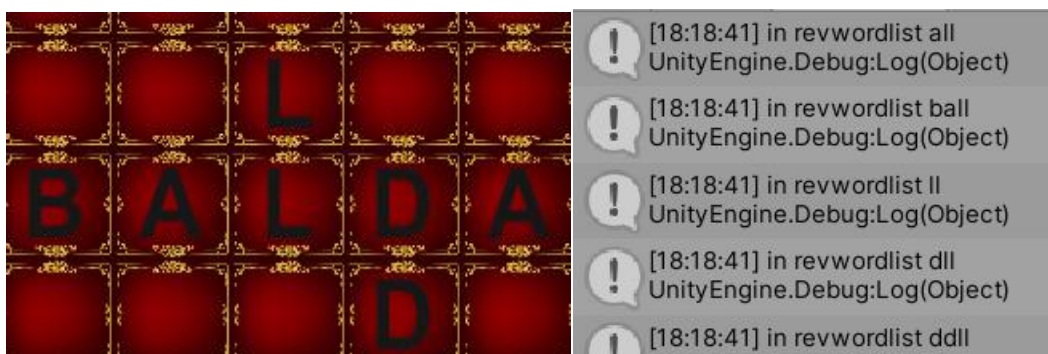 L
BALDA
D
[18:18:41] in revwordlist all
UnityEngine.Debug:Log(Object)
[18:18:41] in revwordlist ball
UnityEngine.Debug:Log(Object)
[18:18:41] in revwordlist ll
UnityEngine.Debug:Log(Object)
[18:18:41] in revwordlist dll
UnityEngine.Debug:Log(Object)
[18:18:41] in revwordlist ddll